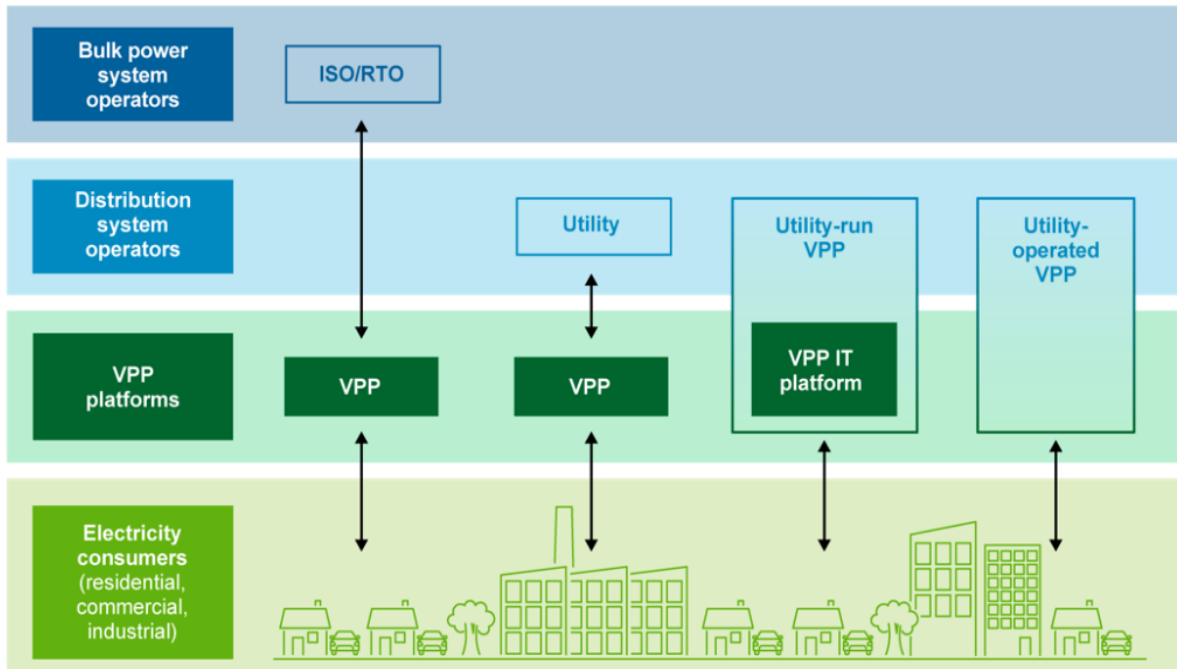 Bulk power
system
operators
ISO/RTO
Distribution
system
operators
Utility
Utility-run
VPP
Utility-
operated
VPP
VPP
platforms
VPP
VPP
VPP IT
platform
Electricity
consumers
(residential,
commercial,
industrial)